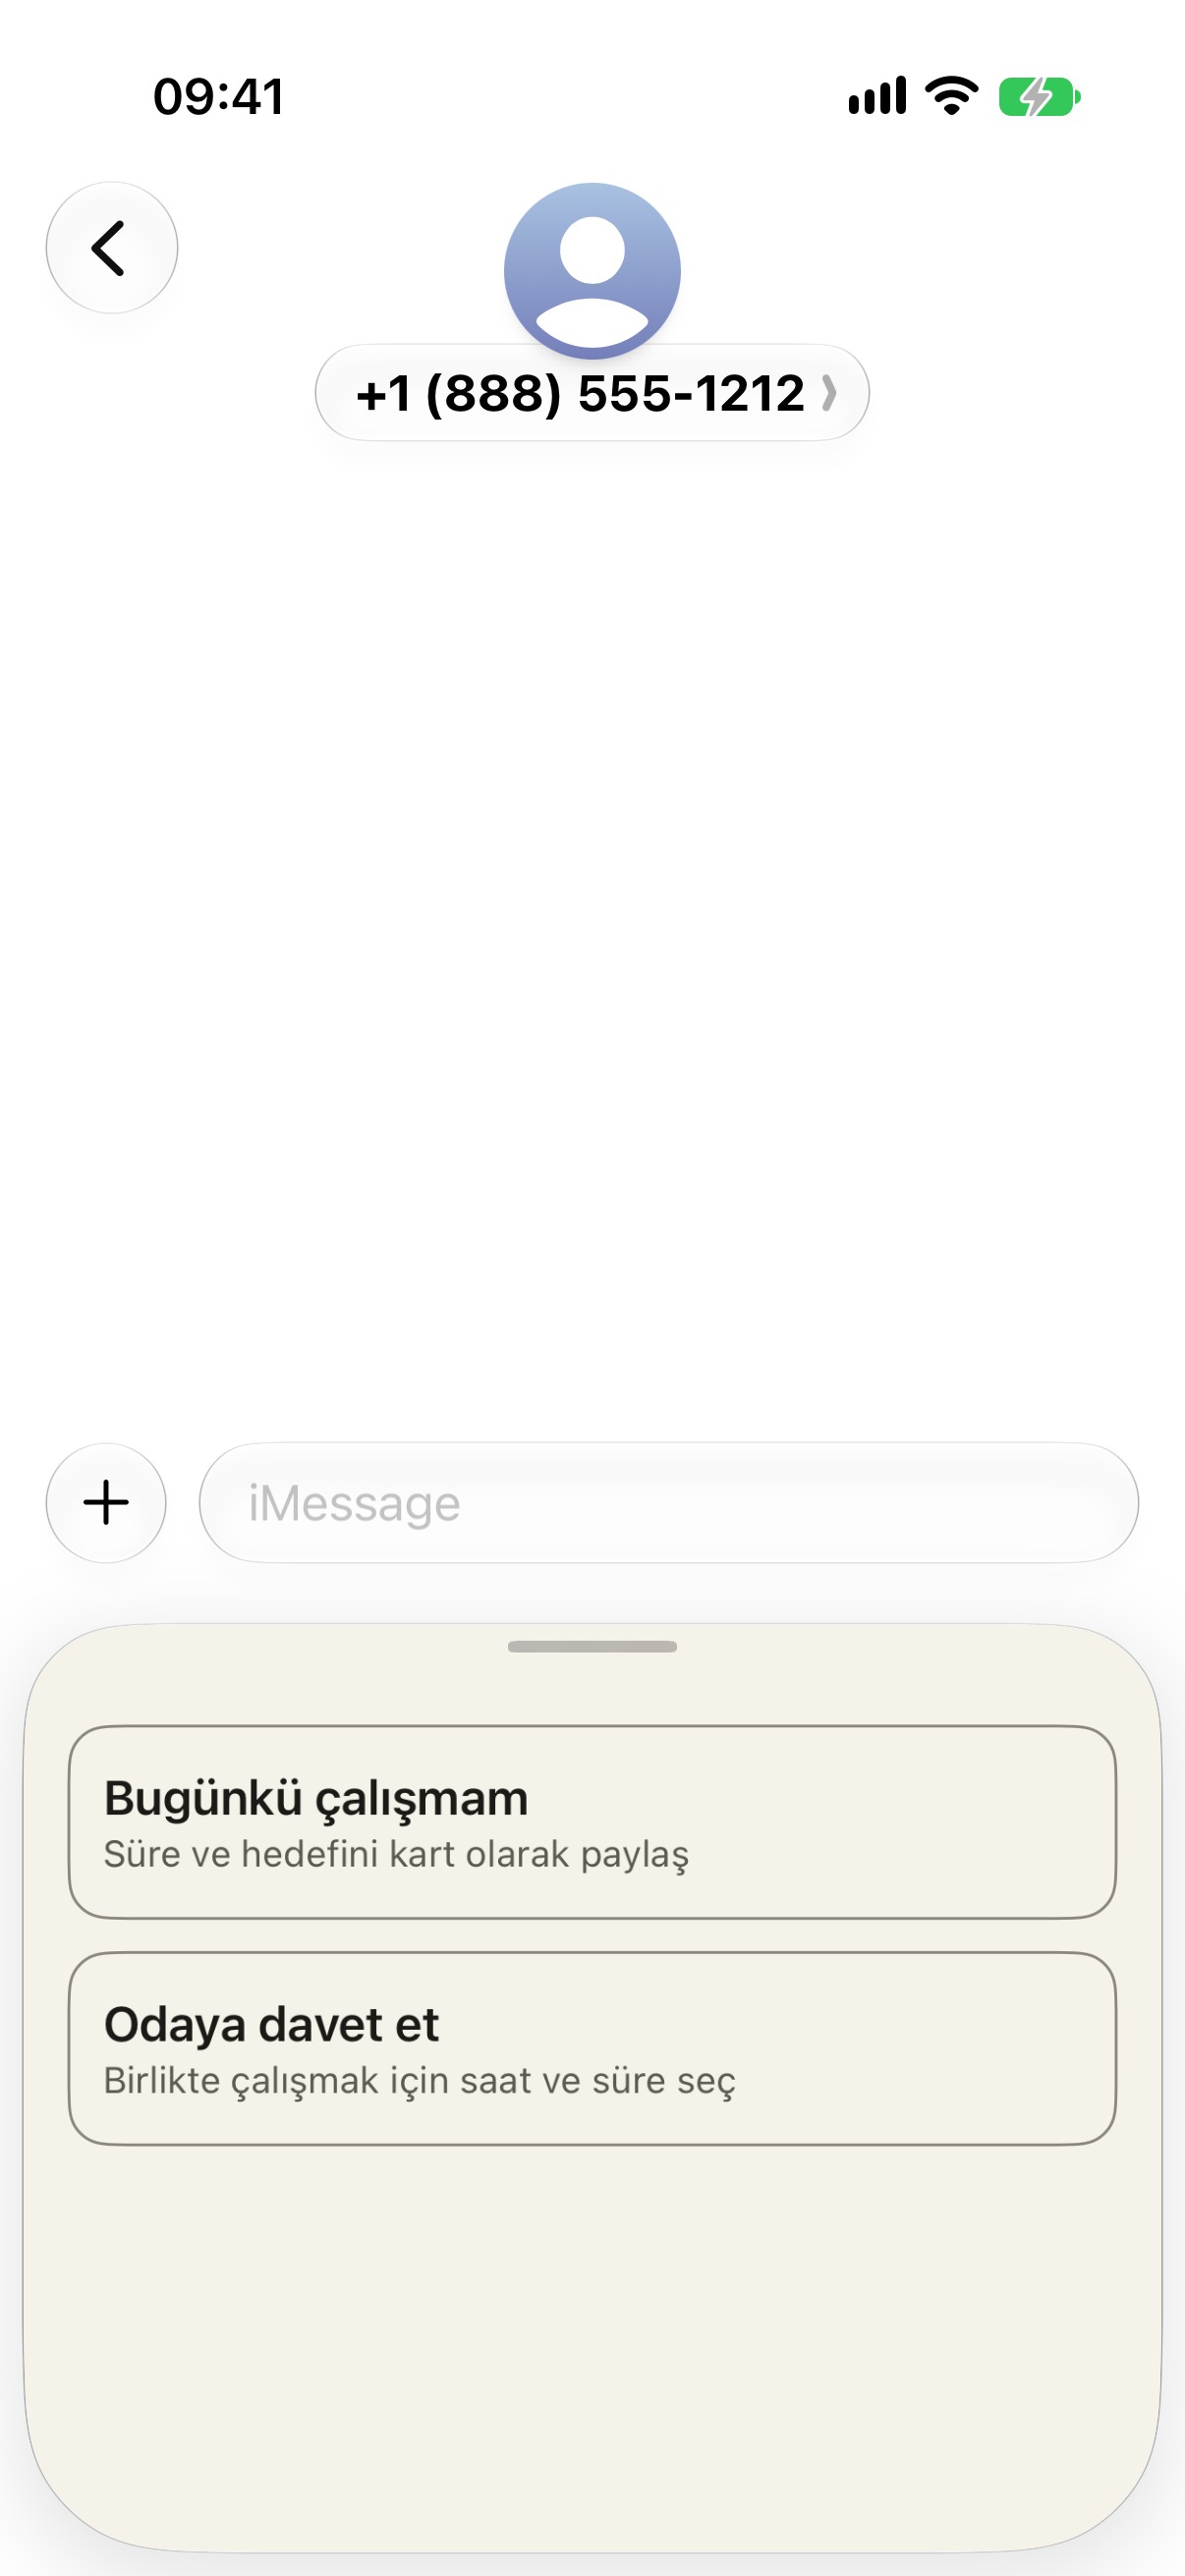 09:41
+1 (888) 555-1212
iMessage
Bugünkü çalışmam
Süre ve hedefini kart olarak paylaş
Odaya davet et
Birlikte çalışmak için saat ve süre seç